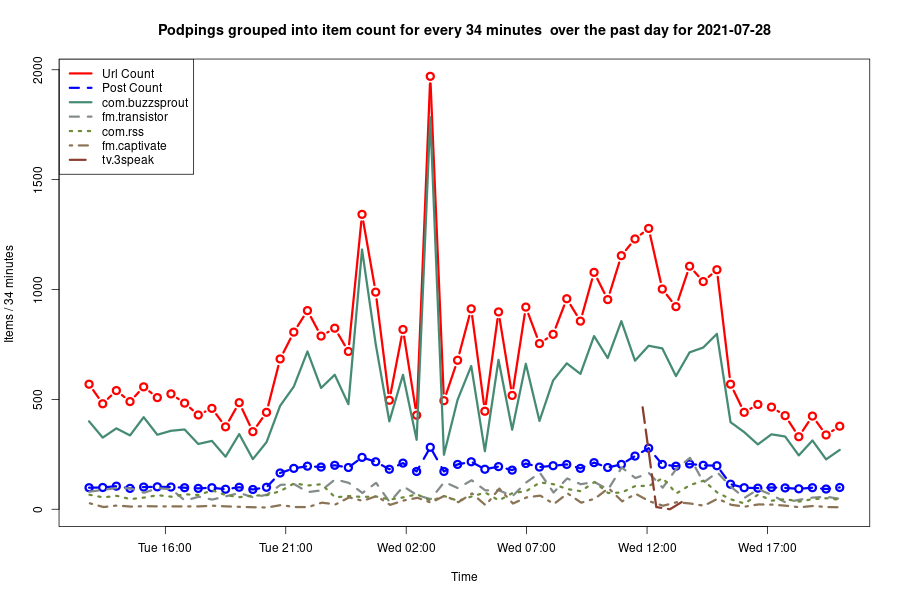 Podpings grouped into item count for every 34 minutes  over the past day for 2021-07-28
Url Count
Post Count
com.buzzsprout
fm.transistor
com.rss
fm.captivate
tv.3speak
Items / 34 minutes
2000
1500
1000
500
0
Tue 16:00 Tue 21:00 Wed 02:00 Wed 07:00 Wed 12:00 Wed 17:00
Time